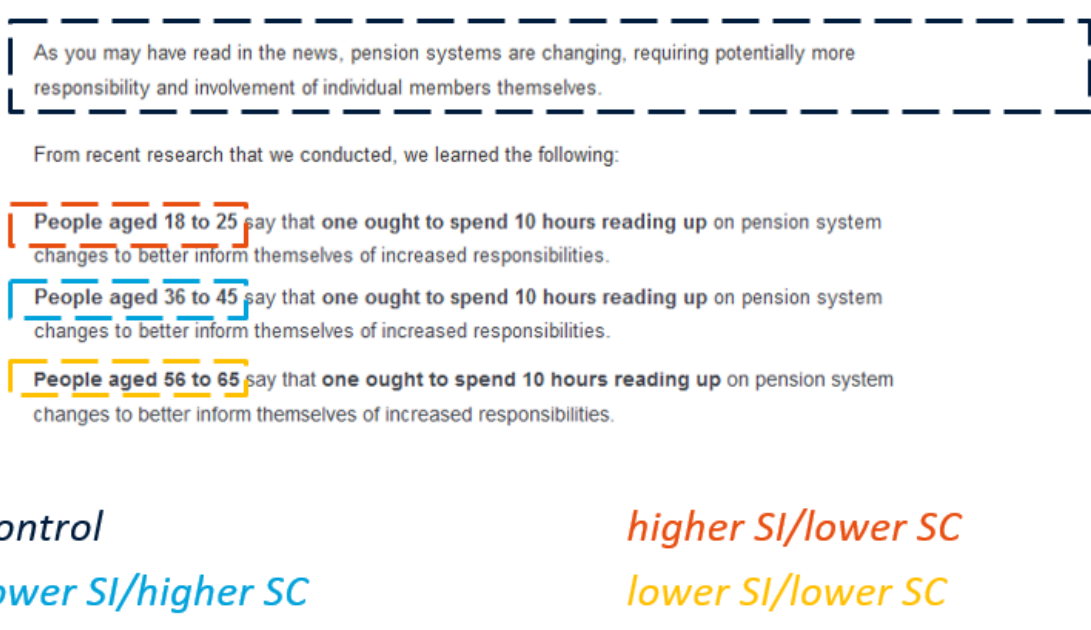 As you may have read in the news, pension systems are changing, requiring potentially more
responsibility and involvement of individual members themselves.
From recent research that we conducted, we learned the following:
People aged 18 to 25 say that one ought to spend 10 hours reading up on pension system
changes to better inform themselves of increased responsibilities.
People aged 36 to 45 say that one ought to spend 10 hours reading up on pension system
changes to better inform themselves of increased responsibilities.
People aged 56 to 65 say that one ought to spend 10 hours reading up on pension system
changes to better inform themselves of increased responsibilities.
ontrol higher SI/lower SC
ower SI/higher SC lower SI/lower SC